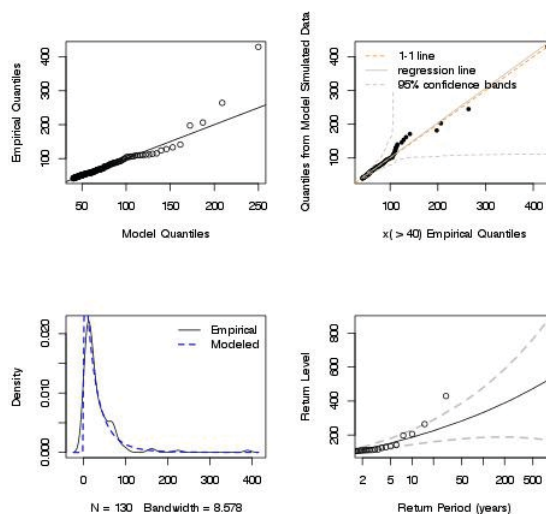 Empirical Quantiles
400
300
200
100
50 100 150 200 250
Model Quantiles
Quantiles from Model Simulated Data
400
300
200
100
1-1 line
regression line
95% confidence bands
100 200 300 400
x( > 40) Empirical Quantiles
Density
0.020
0.010
0.000
Empirical
Modeled
0 100 200 300 400
N = 130 Bandwidth = 8.578
Return Level
800
600
400
200
2 5 10 50 200 500
Return Period (years)